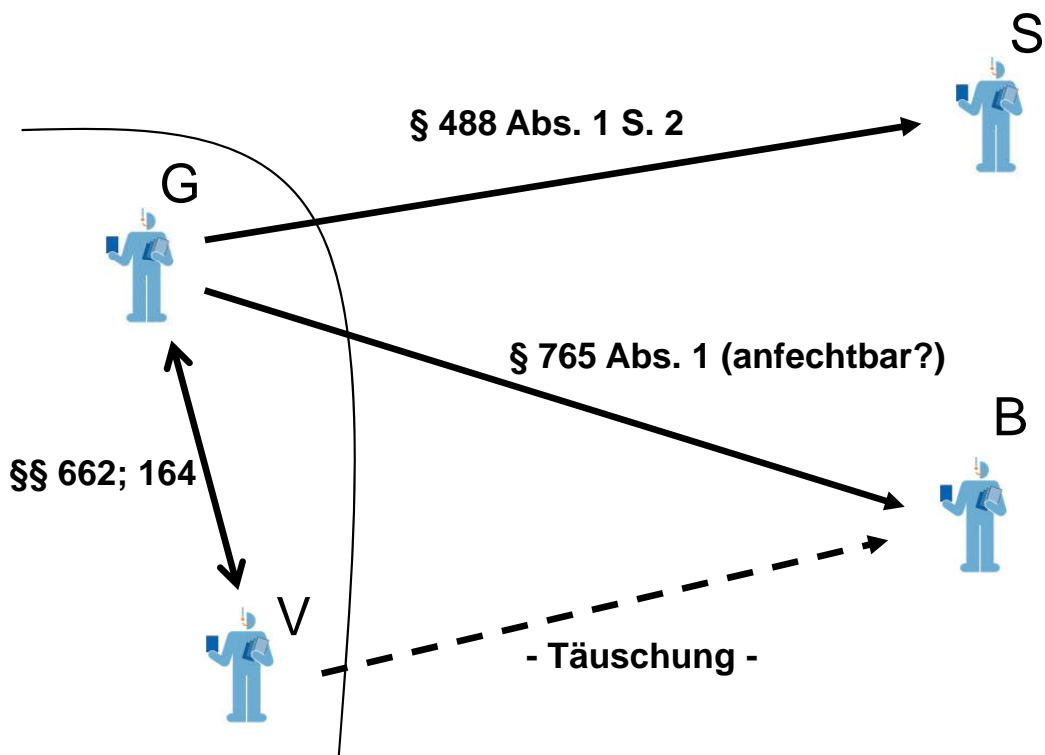 S
§ 488 Abs. 1 S. 2
G
§ 765 Abs. 1 (anfechtbar?)
B
§§ 662; 164
V
- Täuschung -